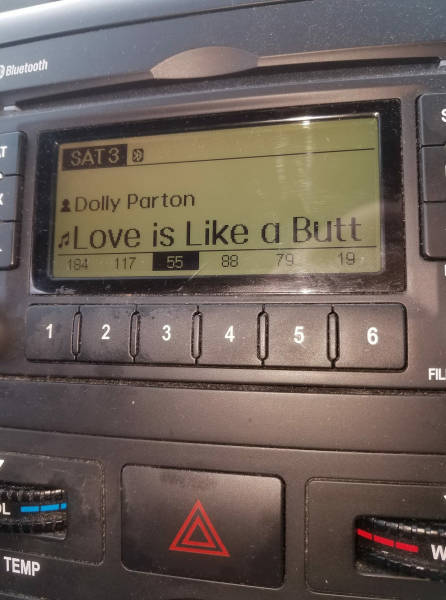 Bluetooth
SAT 3
Dolly Parton
Love is Like a Butt
184 117 55 88 79 19
1 2 3 4 5 6
TEMP